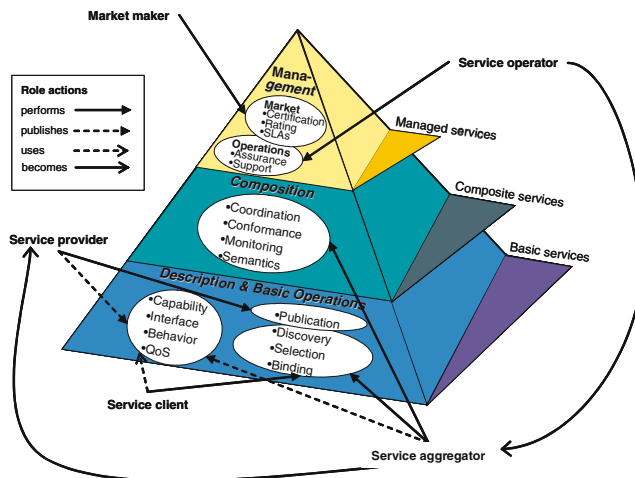 Market maker
Service operator
Role actions
performs
publishes
uses
becomes
Mana-
gement
Market
•Certification
•Rating
•SLAs
Operations
•Assurance
•Support
Managed services
Composition
•Coordination
•Conformance
•Monitoring
•Semantics
Composite services
Service provider
Basic services
Description & Basic Operations
•Capability
•Interface
•Behavior
•QoS
•Publication
•Discovery
•Selection
•Binding
Service client
Service aggregator